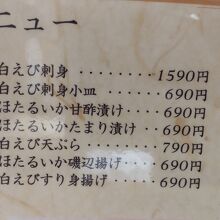 ニュー
白えび刺身 ‥‥‥‥ 1590円
白えび刺身小皿 ‥‥‥ 690円
ほたるいか甘酢漬け ‥‥ 690円
ほたるいかたまり漬け ‥ 690円
白えび天ぷら ‥‥‥‥ 790円
ほたるいか磯辺揚げ ‥‥ 690円
白えびすり身揚げ ‥‥‥ 690円